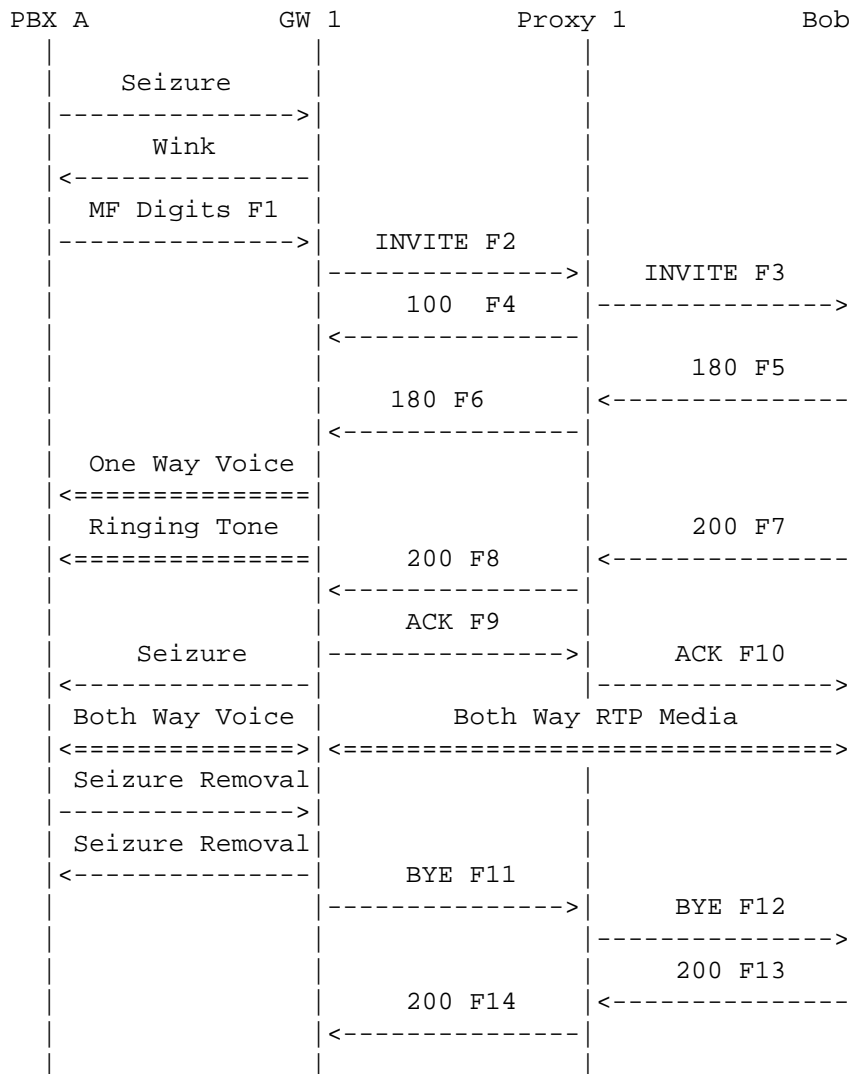 PBX A GW 1 Proxy 1 Bob
Seizure
Wink
MF Digits F1
INVITE F2
INVITE F3
100 F4
180 F5
180 F6
One Way Voice
Ringing Tone 200 F7
200 F8
ACK F9
Seizure ACK F10
Both Way Voice Both Way RTP Media
Seizure Removal
Seizure Removal
BYE F11
BYE F12
200 F13
200 F14